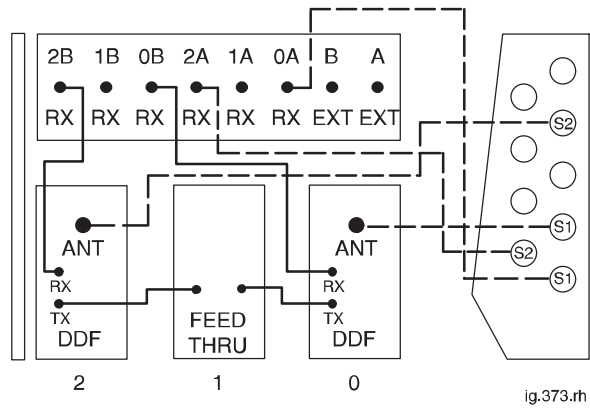 2B 1B 0B 2A 1A 0A B A
RX RX RX RX RX RX EXT EXT
S2
ANT ANT
S1
S2
RX RX
S1
TX TX
FEED
THRU
DDF DDF
2 1 0
ig.373.rh